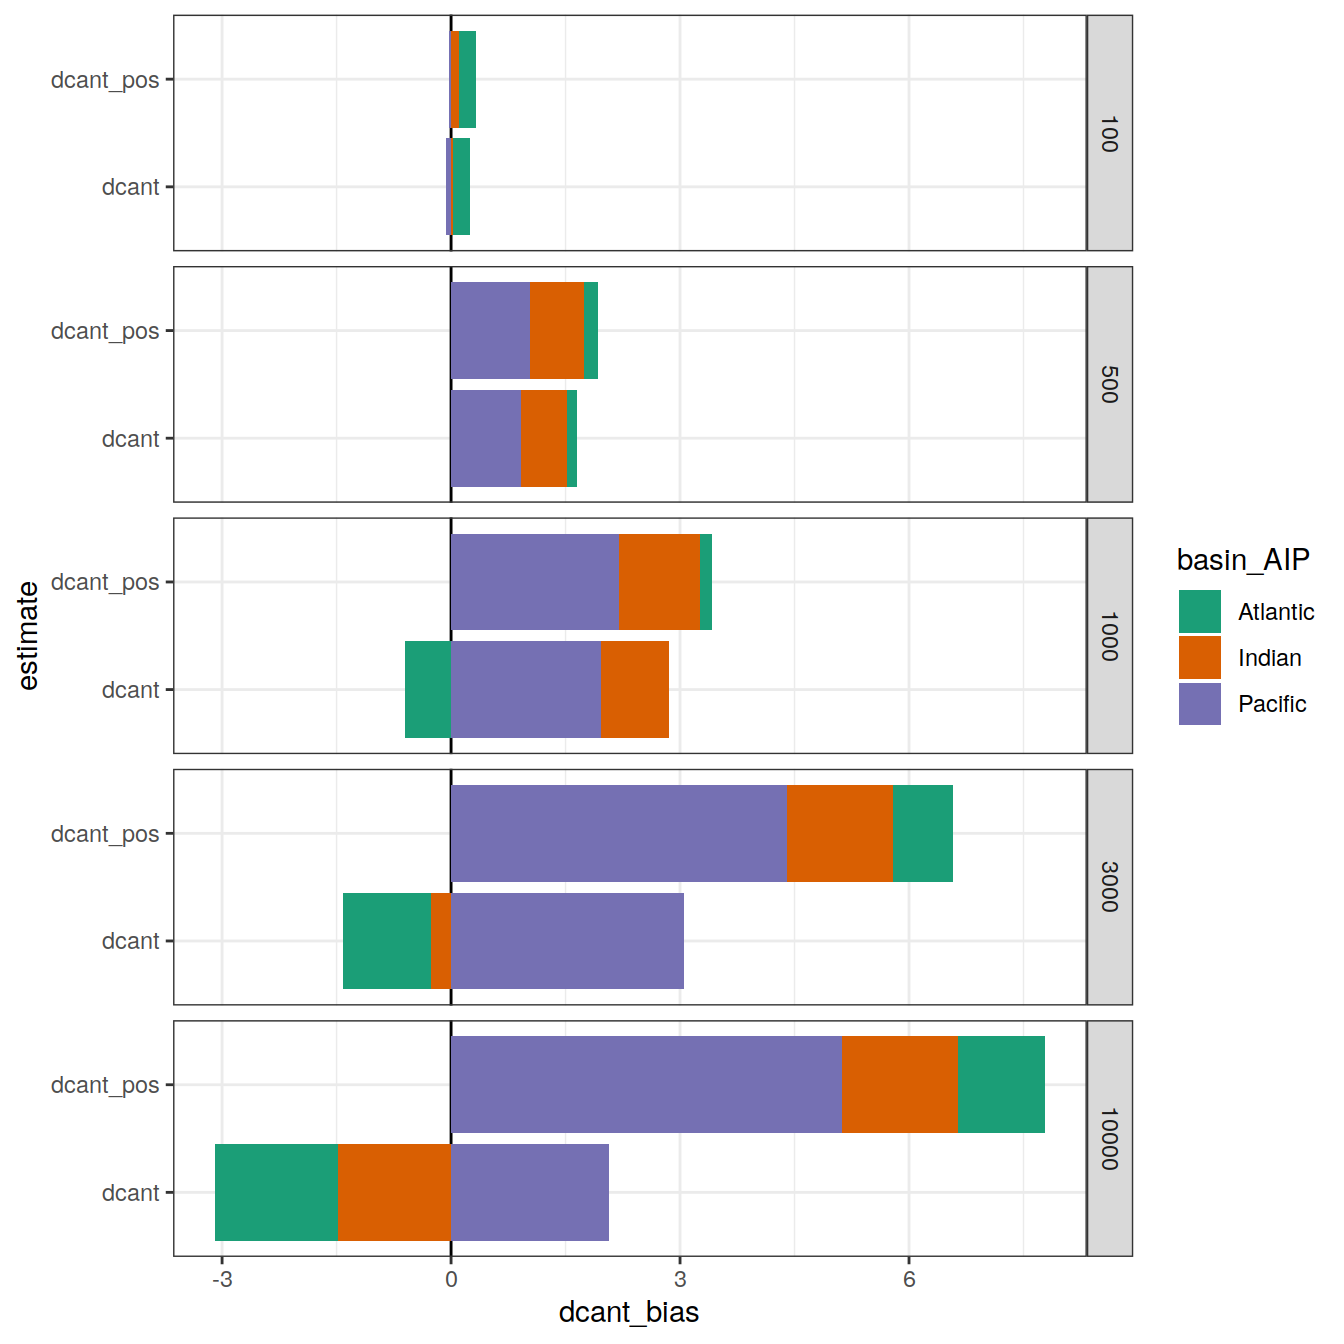 dcant_pos
dcant
100
dcant_pos
dcant
500
dcant_pos
dcant
1000
dcant_pos
dcant
3000
dcant_pos
dcant
10000
estimate
-3 0 3 6
dcant_bias
basin_AIP
Atlantic
Indian
Pacific